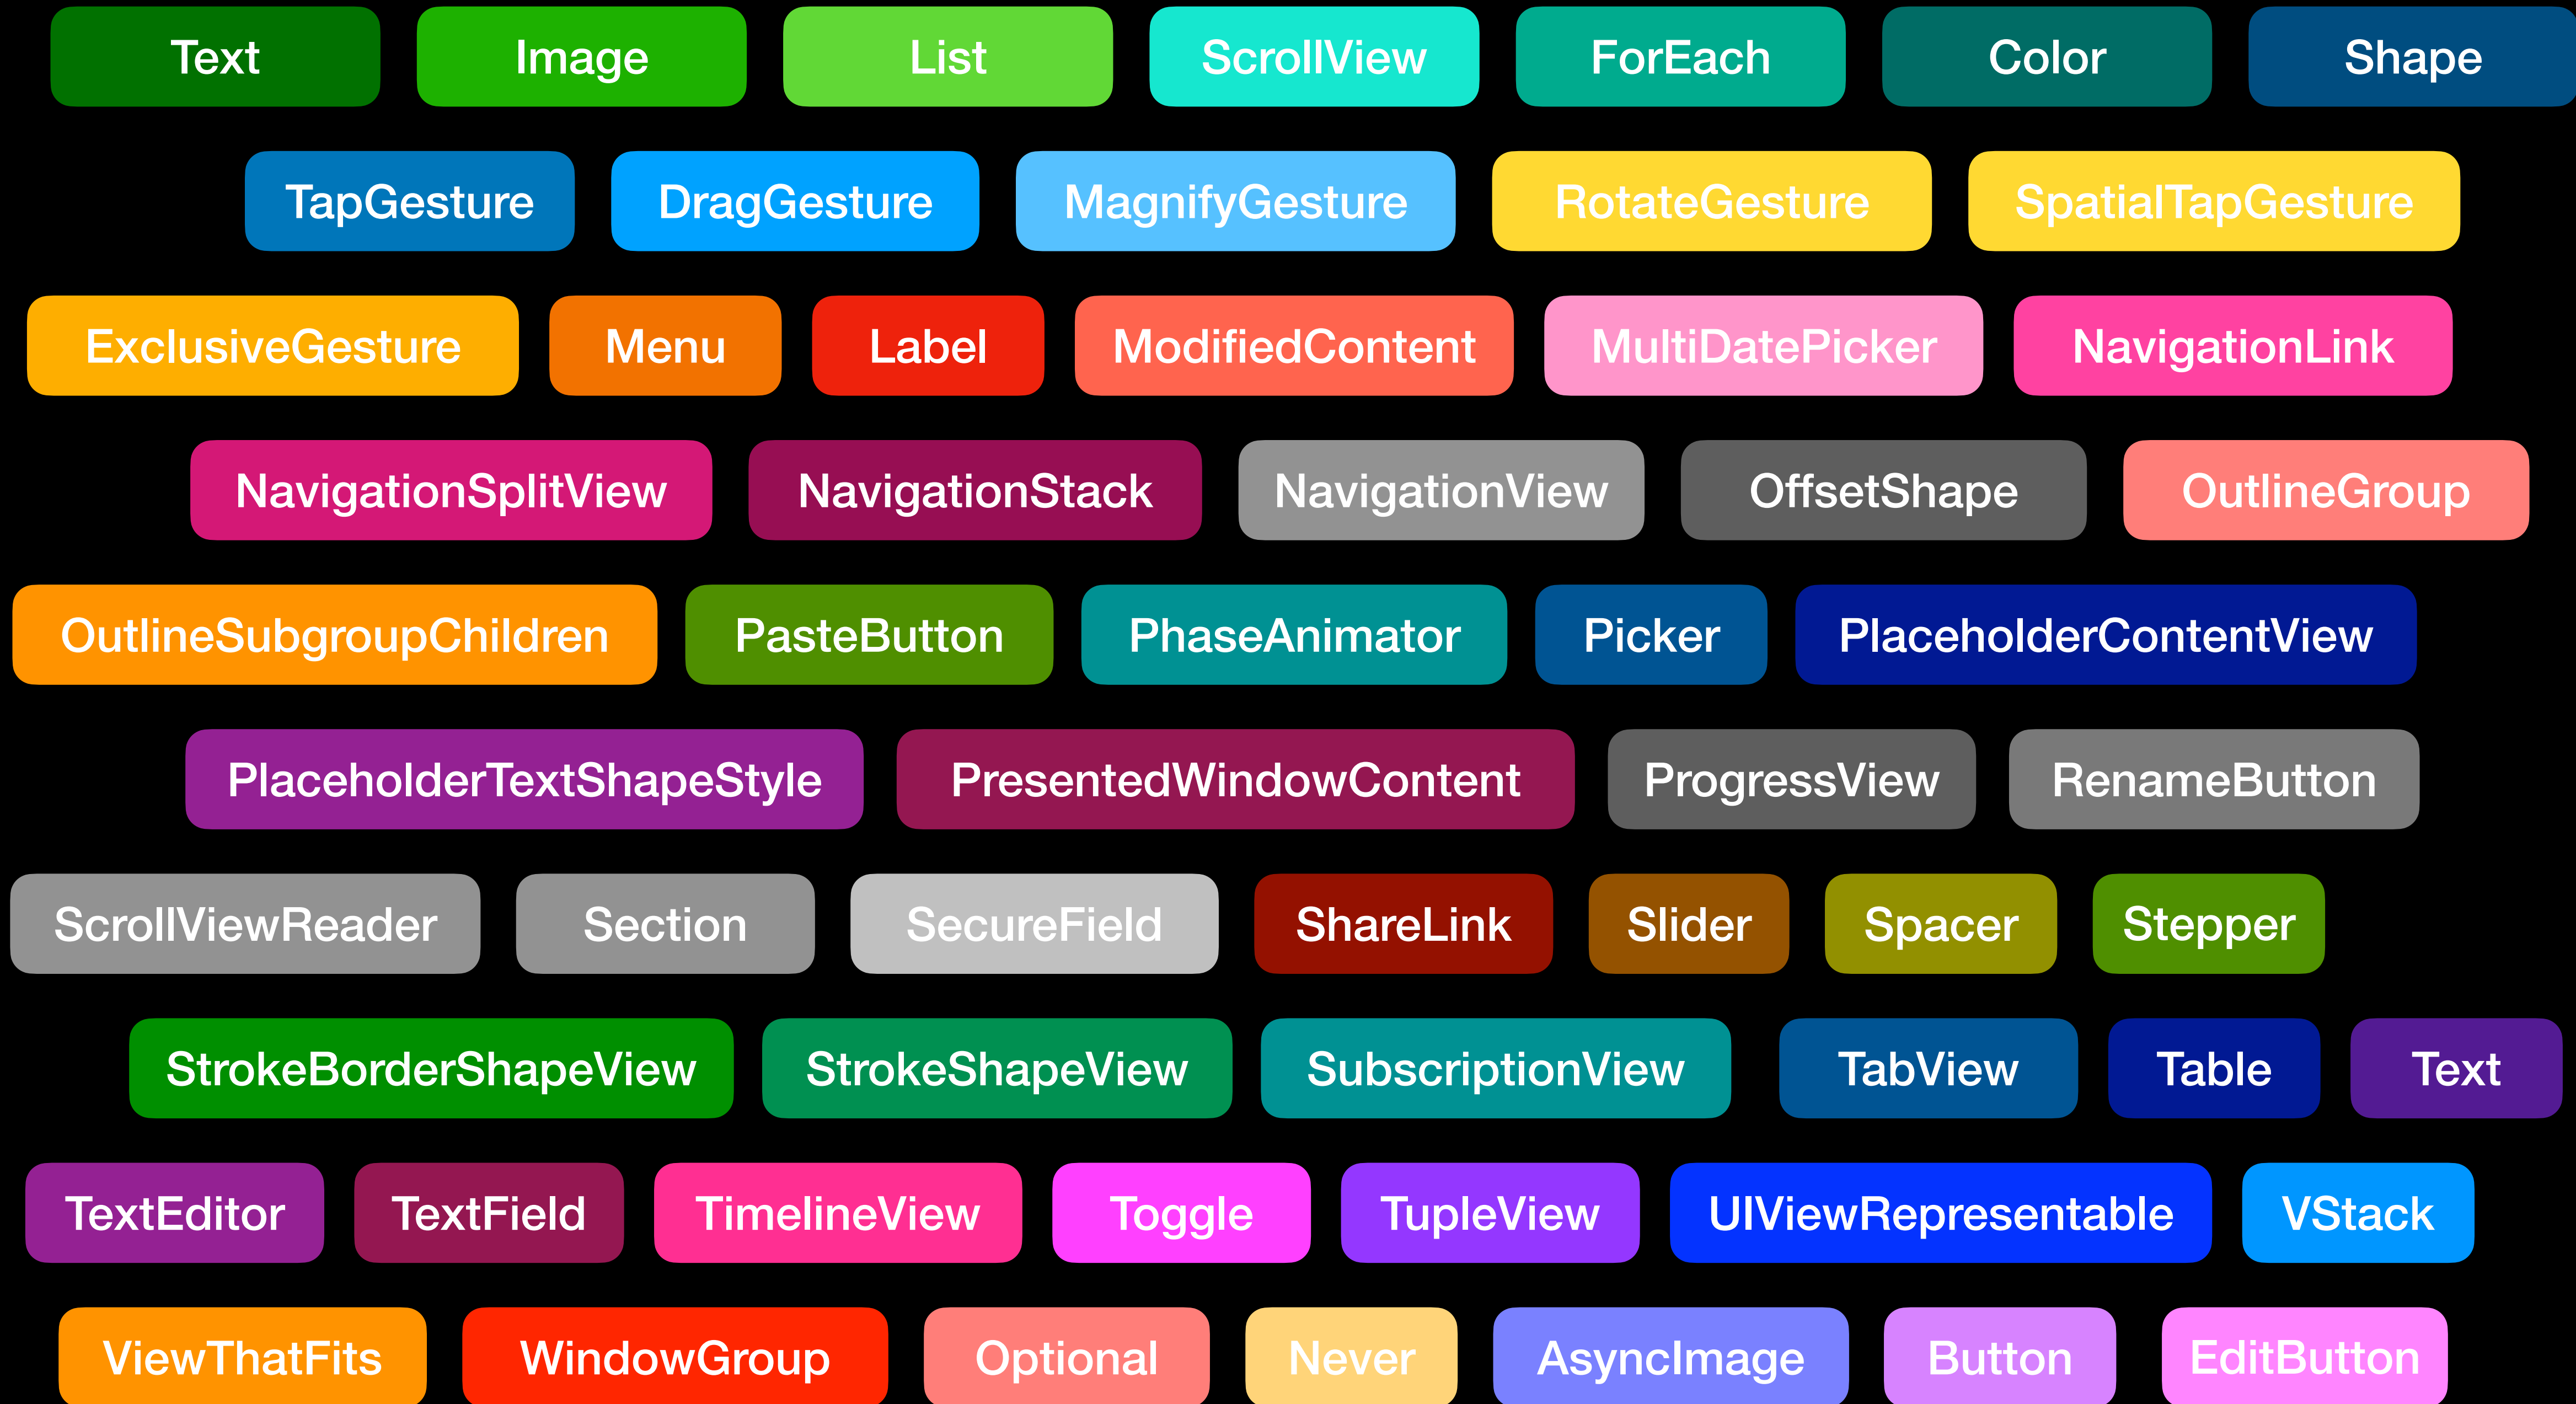 Text Image List ScrollView ForEach Color Shape
TapGesture DragGesture MagnifyGesture RotateGesture SpatialTapGesture
ExclusiveGesture Menu Label ModifiedContent MultiDatePicker NavigationLink
NavigationSplitView NavigationStack NavigationView OffsetShape OutlineGroup
OutlineSubgroupChildren PasteButton PhaseAnimator Picker PlaceholderContentView
PlaceholderTextShapeStyle PresentedWindowContent ProgressView RenameButton
ScrollViewReader Section SecureField ShareLink Slider Spacer Stepper
StrokeBorderShapeView StrokeShapeView SubscriptionView TabView Table Text
TextEditor TextField TimelineView Toggle TupleView UIViewRepresentable VStack
ViewThatFits WindowGroup Optional Never AsyncImage Button EditButton